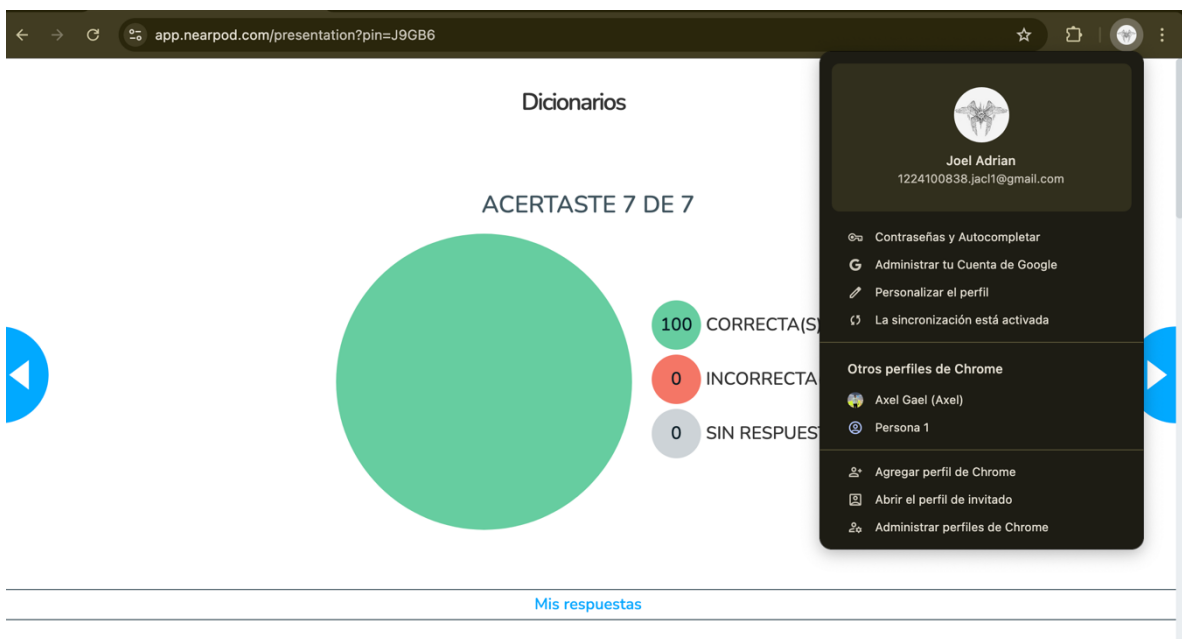 app.nearpod.com/presentation?pin=J9GB6
Dicionarios
ACERTASTE 7 DE 7
100 CORRECTA(S)
0 INCORRECTA
0 SIN RESPUES
Joel Adrian
1224100838.jacl1@gmail.com
Contraseñas y Autocompletar
G Administrar tu Cuenta de Google
Personalizar el perfil
La sincronización está activada
Otros perfiles de Chrome
Axel Gael (Axel)
Persona 1
Agregar perfil de Chrome
Abrir el perfil de invitado
Administrar perfiles de Chrome
Mis respuestas